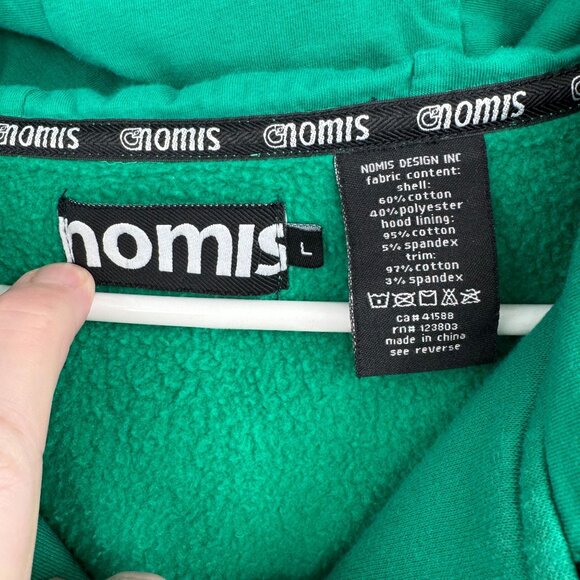 nomis nomis nomis nomis
nomis
L
NOMIS DESIGN INC
fabric content:
shell:
60% cotton
40% polyester
hood lining:
95% cotton
5% spandex
trim:
97% cotton
3% spandex
ca# 41588
rn# 123803
made in china
see reverse